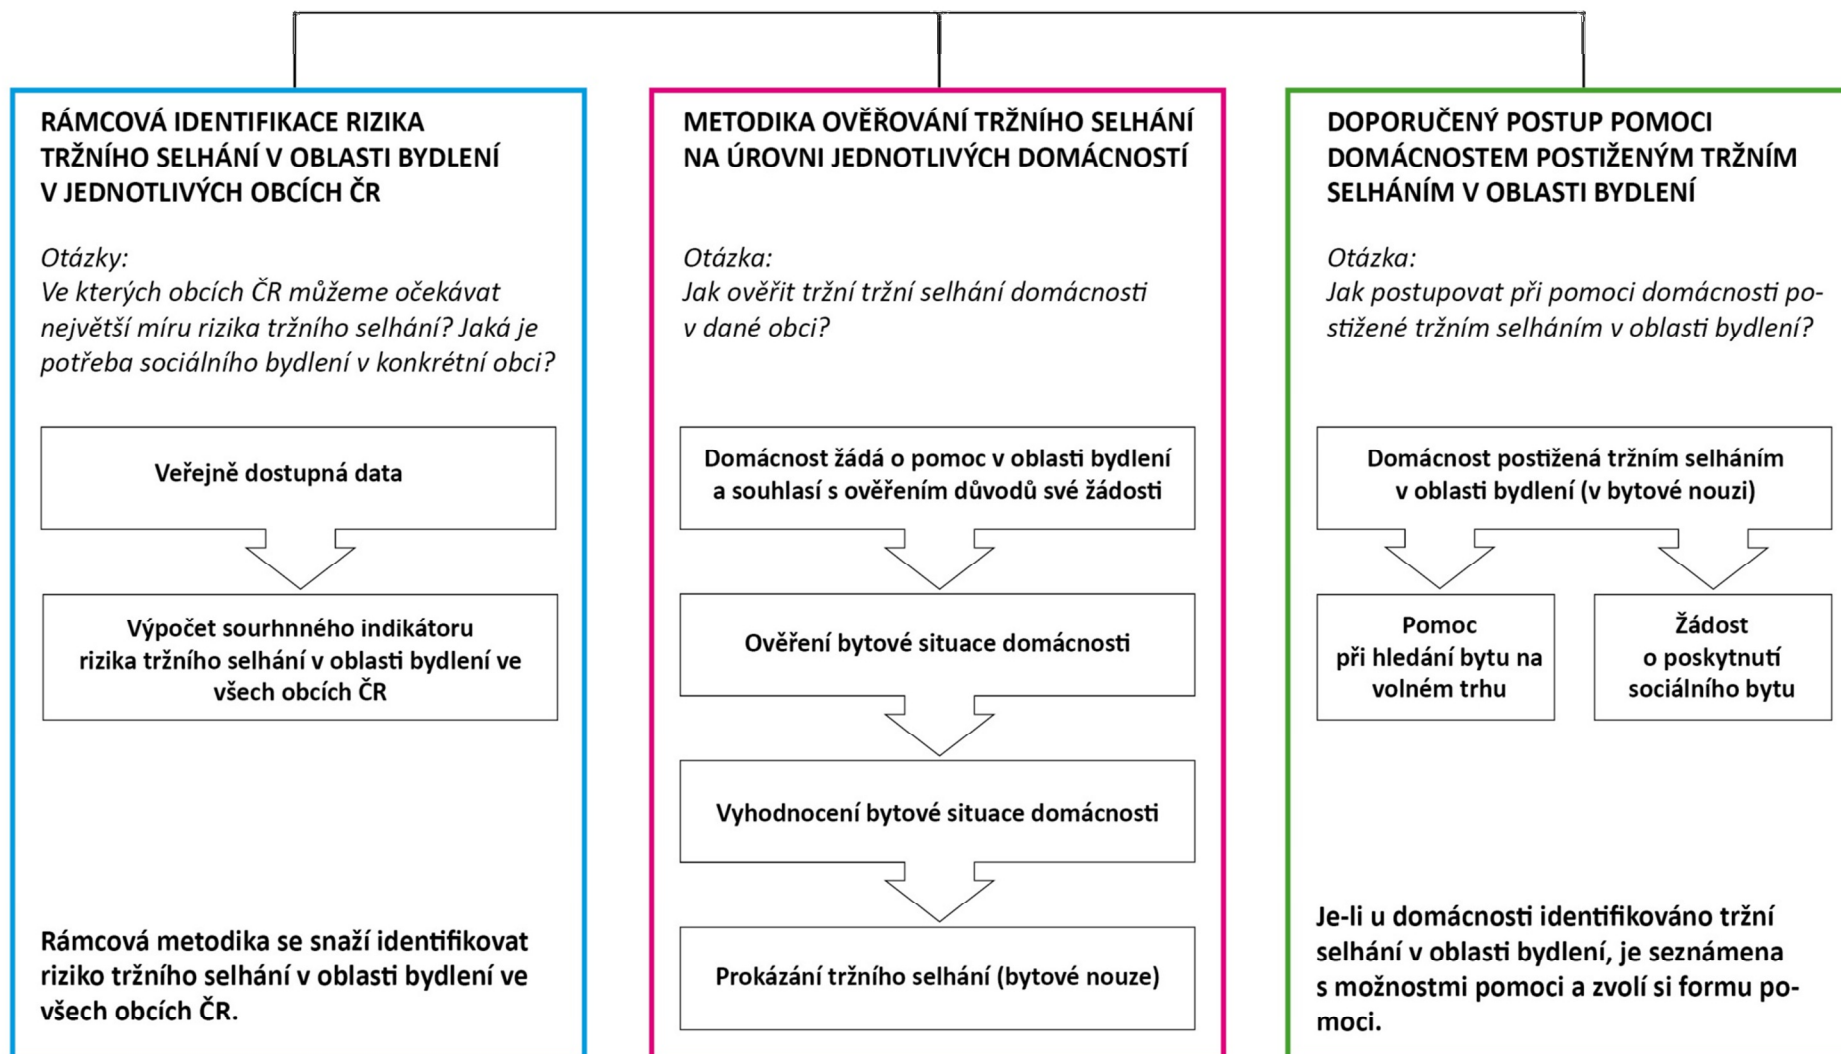 RÁMCOVÁ IDENTIFIKACE RIZIKA
TRŽNÍHO SELHÁNÍ V OBLASTI BYDLENÍ
V JEDNOTLIVÝCH OBCÍCH ČR
Otázky:
Ve kterých obcích ČR můžeme očekávat
největší míru rizika tržního selhání? Jaká je
potřeba sociálního bydlení v konkrétní obci?
Veřejně dostupná data
Výpočet sourhnného indikátoru
rizika tržního selhání v oblasti bydlení ve
všech obcích ČR
Rámcová metodika se snaží identifikovat
riziko tržního selhání v oblasti bydlení ve
všech obcích ČR.
METODIKA OVĚŘOVÁNÍ TRŽNÍHO SELHÁNÍ
NA ÚROVNI JEDNOTLIVÝCH DOMÁCNOSTÍ
Otázka:
Jak ověřit tržní tržní selhání domácnosti
v dané obci?
Domácnost žádá o pomoc v oblasti bydlení
a souhlasí s ověřením důvodů své žádosti
Ověření bytové situace domácnosti
Vyhodnocení bytové situace domácnosti
Prokázání tržního selhání (bytové nouze)
DOPORUČENÝ POSTUP POMOCI
DOMÁCNOSTEM POSTIŽENÝM TRŽNÍM
SELHÁNÍM V OBLASTI BYDLENÍ
Otázka:
Jak postupovat při pomoci domácnosti po-
stižené tržním selháním v oblasti bydlení?
Domácnost postižená tržním selháním
v oblasti bydlení (v bytové nouzi)
Pomoc
při hledání bytu na
volném trhu
Žádost
o poskytnutí
sociálního bytu
Je-li u domácnosti identifikováno tržní
selhání v oblasti bydlení, je seznámena
s možnostmi pomoci a zvolí si formu po-
moci.